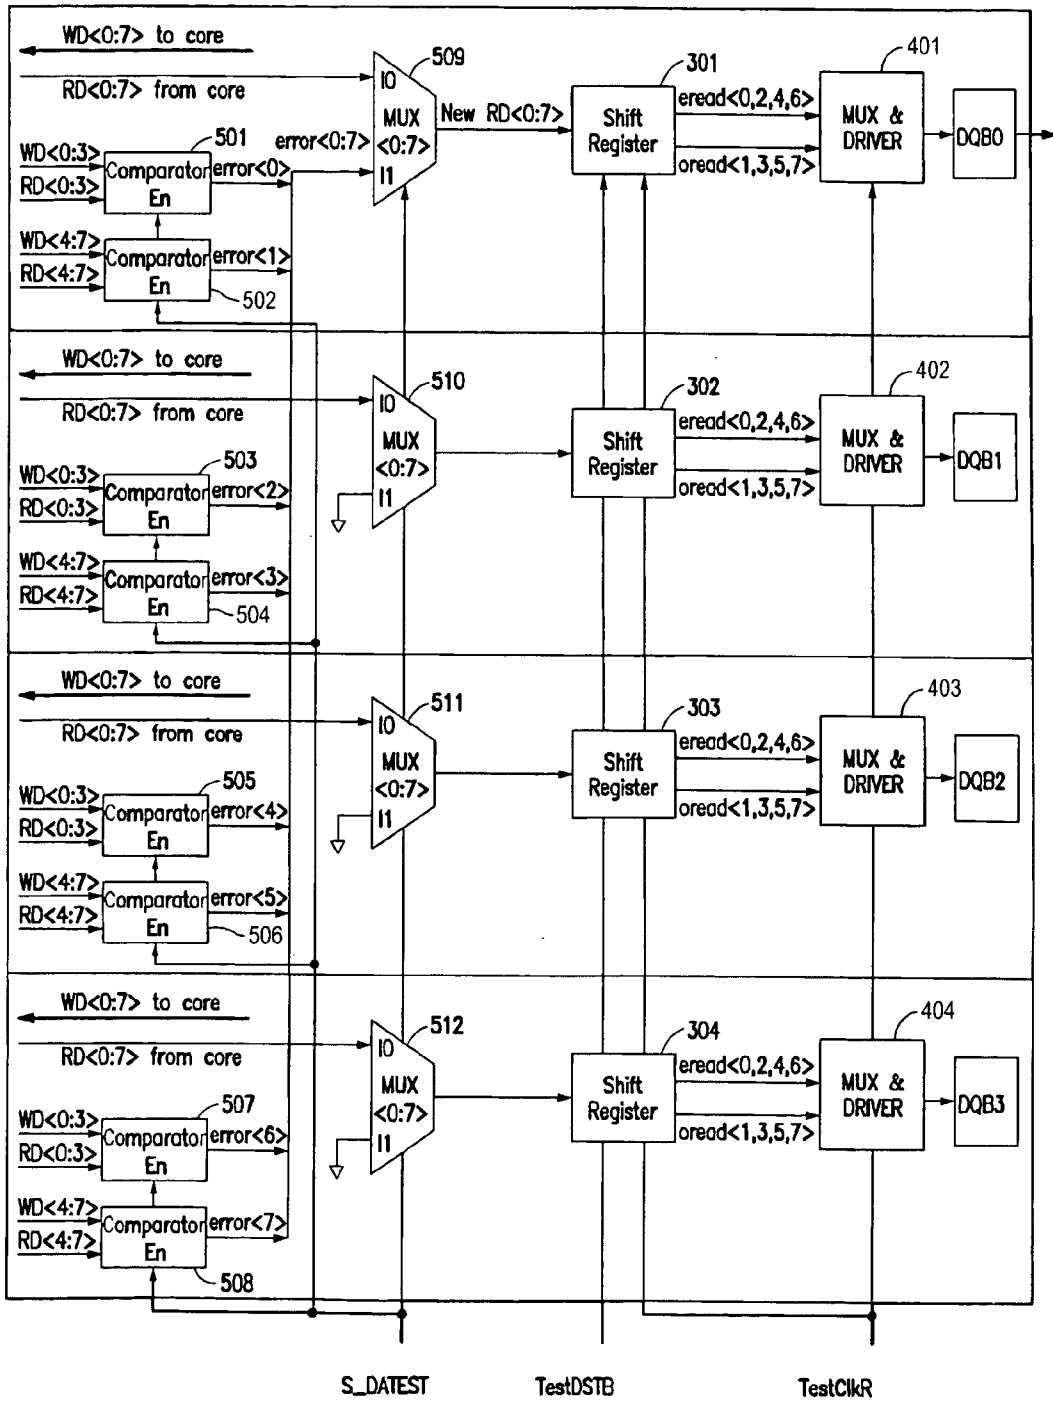 WD<0:7> to core
RD<0:7> from core
I0
MUX
<0:7>
I1
509
New RD<0:7>
301
Shift
Register
eread<0,2,4,6>
oread<1,3,5,7>
401
MUX &
DRIVER
DQB0
error<0:7>
WD<0:3>
RD<0:3>
501
Comparator
En
error<0>
WD<4:7>
RD<4:7>
Comparator
En
error<1>
502
WD<0:7> to core
RD<0:7> from core
I0
MUX
<0:7>
I1
510
302
Shift
Register
eread<0,2,4,6>
oread<1,3,5,7>
402
MUX &
DRIVER
DQB1
WD<0:3>
RD<0:3>
503
Comparator
En
error<2>
WD<4:7>
RD<4:7>
Comparator
En
error<3>
504
WD<0:7> to core
RD<0:7> from core
I0
MUX
<0:7>
I1
511
303
Shift
Register
eread<0,2,4,6>
oread<1,3,5,7>
403
MUX &
DRIVER
DQB2
WD<0:3>
RD<0:3>
505
Comparator
En
error<4>
WD<4:7>
RD<4:7>
Comparator
En
error<5>
506
WD<0:7> to core
RD<0:7> from core
I0
MUX
<0:7>
I1
512
304
Shift
Register
eread<0,2,4,6>
oread<1,3,5,7>
404
MUX &
DRIVER
DQB3
WD<0:3>
RD<0:3>
507
Comparator
En
error<6>
WD<4:7>
RD<4:7>
Comparator
En
error<7>
508
S_DATEST
TestDSTB
TestClkR